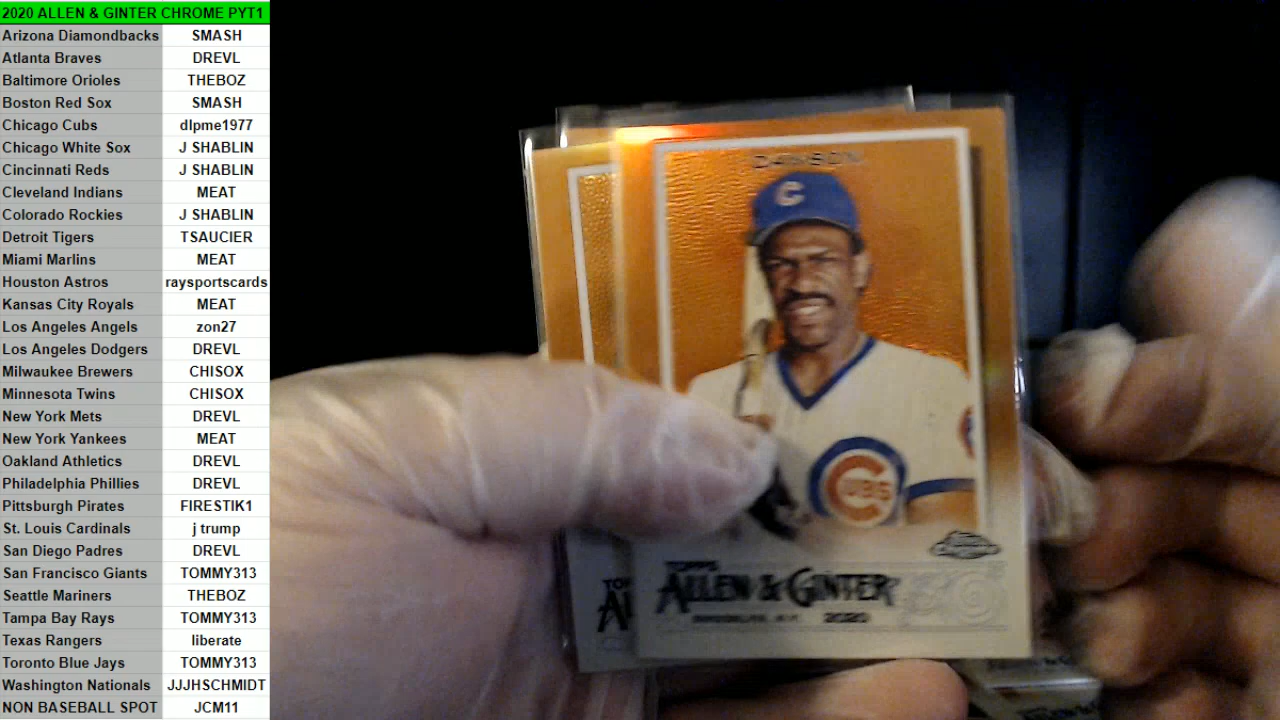 2020 ALLEN & GINTER CHROME PYT1
Arizona Diamondbacks SMASH
Atlanta Braves DREVL
Baltimore Orioles THEBOZ
Boston Red Sox SMASH
Chicago Cubs dlpme1977
Chicago White Sox J SHABLIN
Cincinnati Reds J SHABLIN
Cleveland Indians MEAT
Colorado Rockies J SHABLIN
Detroit Tigers TSAUCIER
Miami Marlins MEAT
Houston Astros raysportscards
Kansas City Royals MEAT
Los Angeles Angels zon27
Los Angeles Dodgers DREVL
Milwaukee Brewers CHISOX
Minnesota Twins CHISOX
New York Mets DREVL
New York Yankees MEAT
Oakland Athletics DREVL
Philadelphia Phillies DREVL
Pittsburgh Pirates FIRESTIK1
St. Louis Cardinals j trump
San Diego Padres DREVL
San Francisco Giants TOMMY313
Seattle Mariners THEBOZ
Tampa Bay Rays TOMMY313
Texas Rangers liberate
Toronto Blue Jays TOMMY313
Washington Nationals JJJHSCHMIDT
NON BASEBALL SPOT JCM11
DAWSON
C
CUBS
TOPPS
ALLEN & GINTER
BROOKLYN, N.Y. 2020